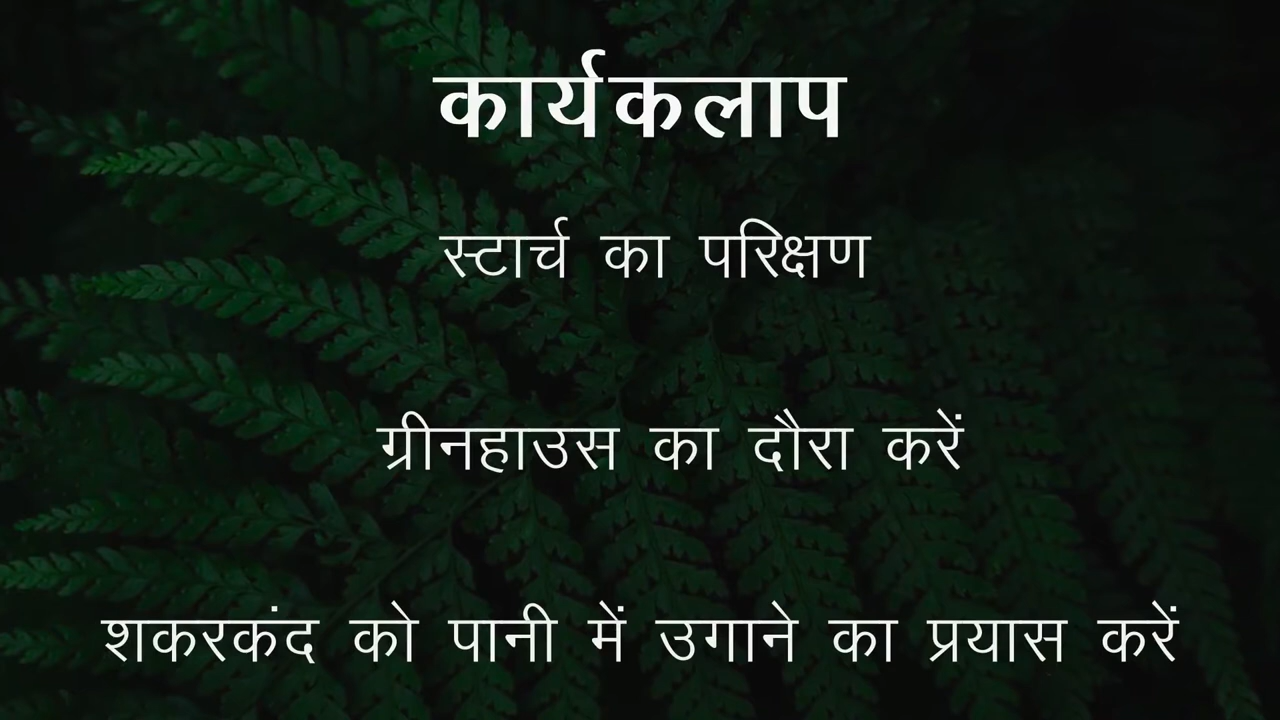 कार्यकलाप
स्टार्च का परिक्षण
ग्रीनहाउस का दौरा करें
शकरकंद को पानी में उगाने का प्रयास करें